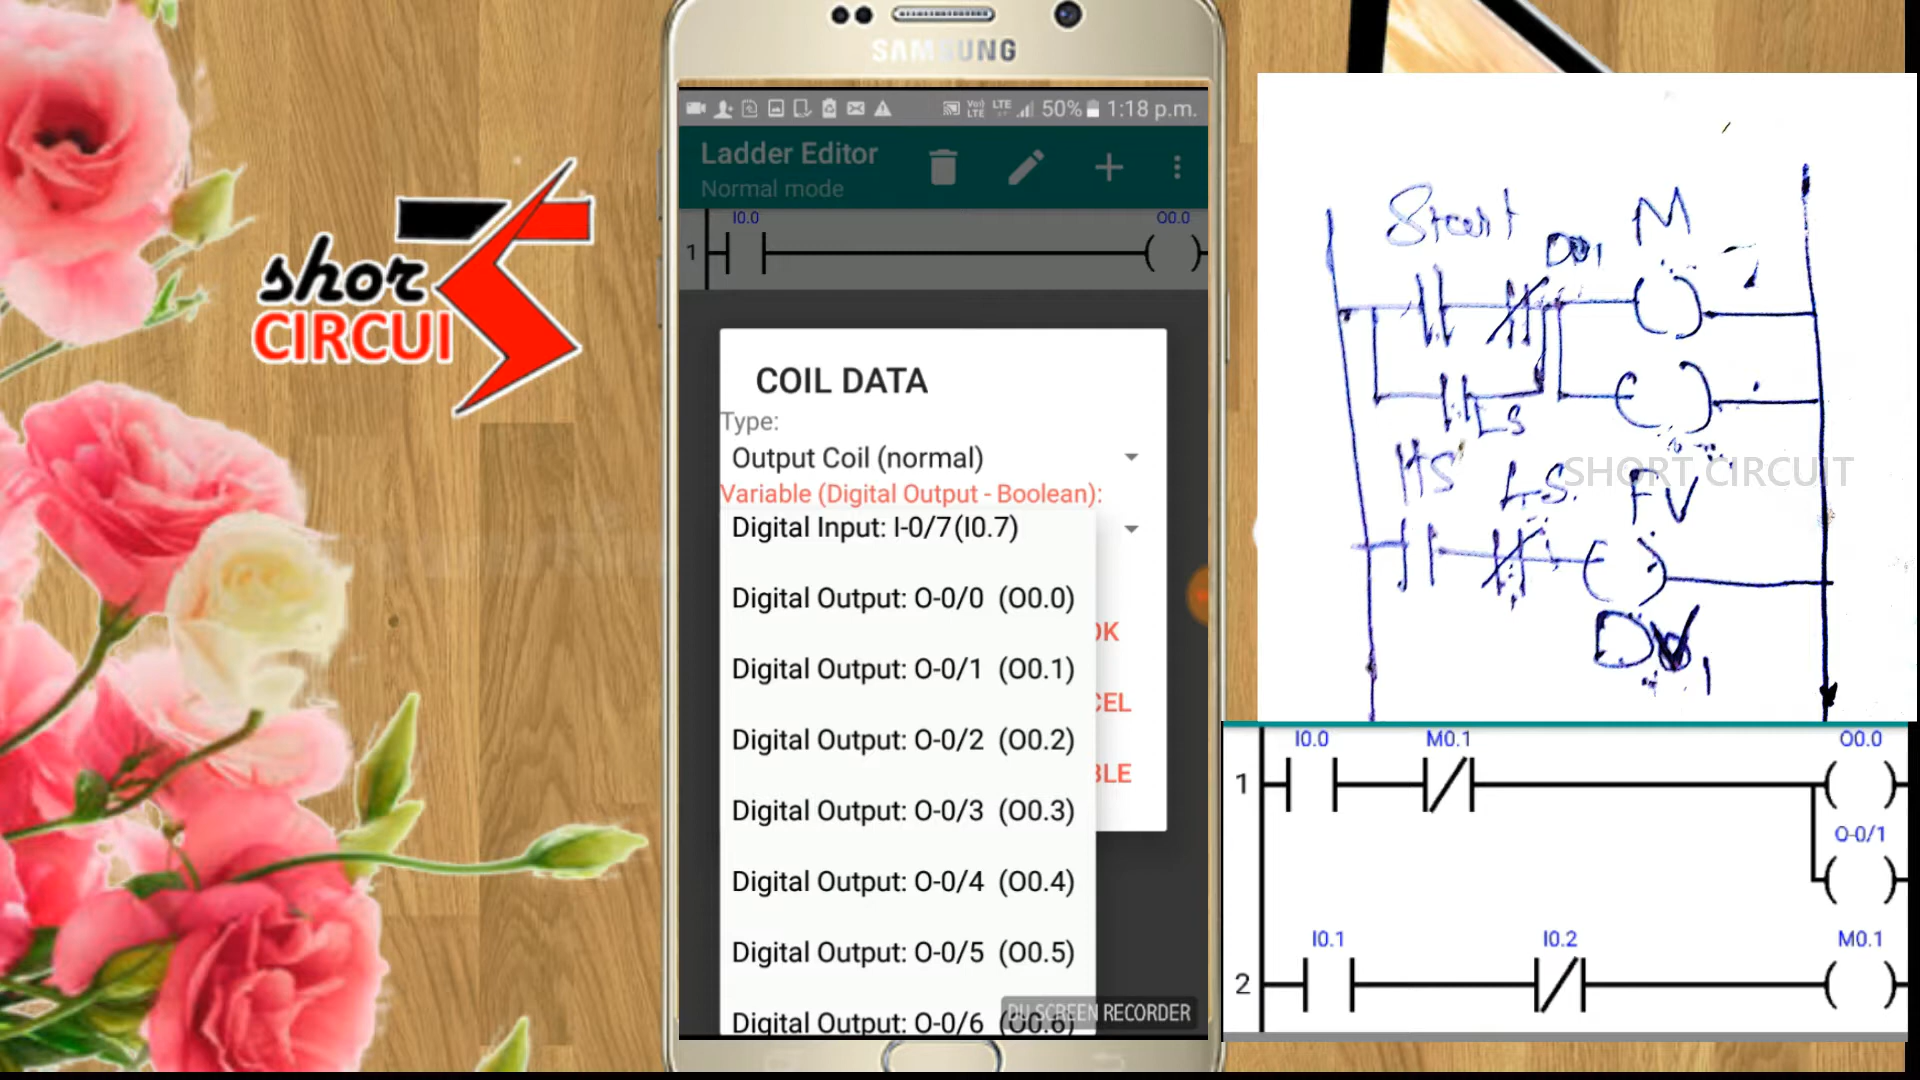 SAMSUNG
shor
CIRCUI
50% 1:18 p.m.
Ladder Editor
Normal mode
I0.0
O0.0
1
COIL DATA
Type:
Output Coil (normal)
Variable (Digital Output - Boolean):
Digital Input: I-0/7(I0.7)
Digital Output: O-0/0 (O0.0)
Digital Output: O-0/1 (O0.1)
Digital Output: O-0/2 (O0.2)
Digital Output: O-0/3 (O0.3)
Digital Output: O-0/4 (O0.4)
Digital Output: O-0/5 (O0.5)
Digital Output: O-0/6 (O0.6)
OK
CEL
BLE
DU SCREEN RECORDER
Start M
LS
HS LS. FV
SHORT CIRCUIT
I0.0 M0.1 O0.0
1
O-0/1
I0.1 I0.2 M0.1
2